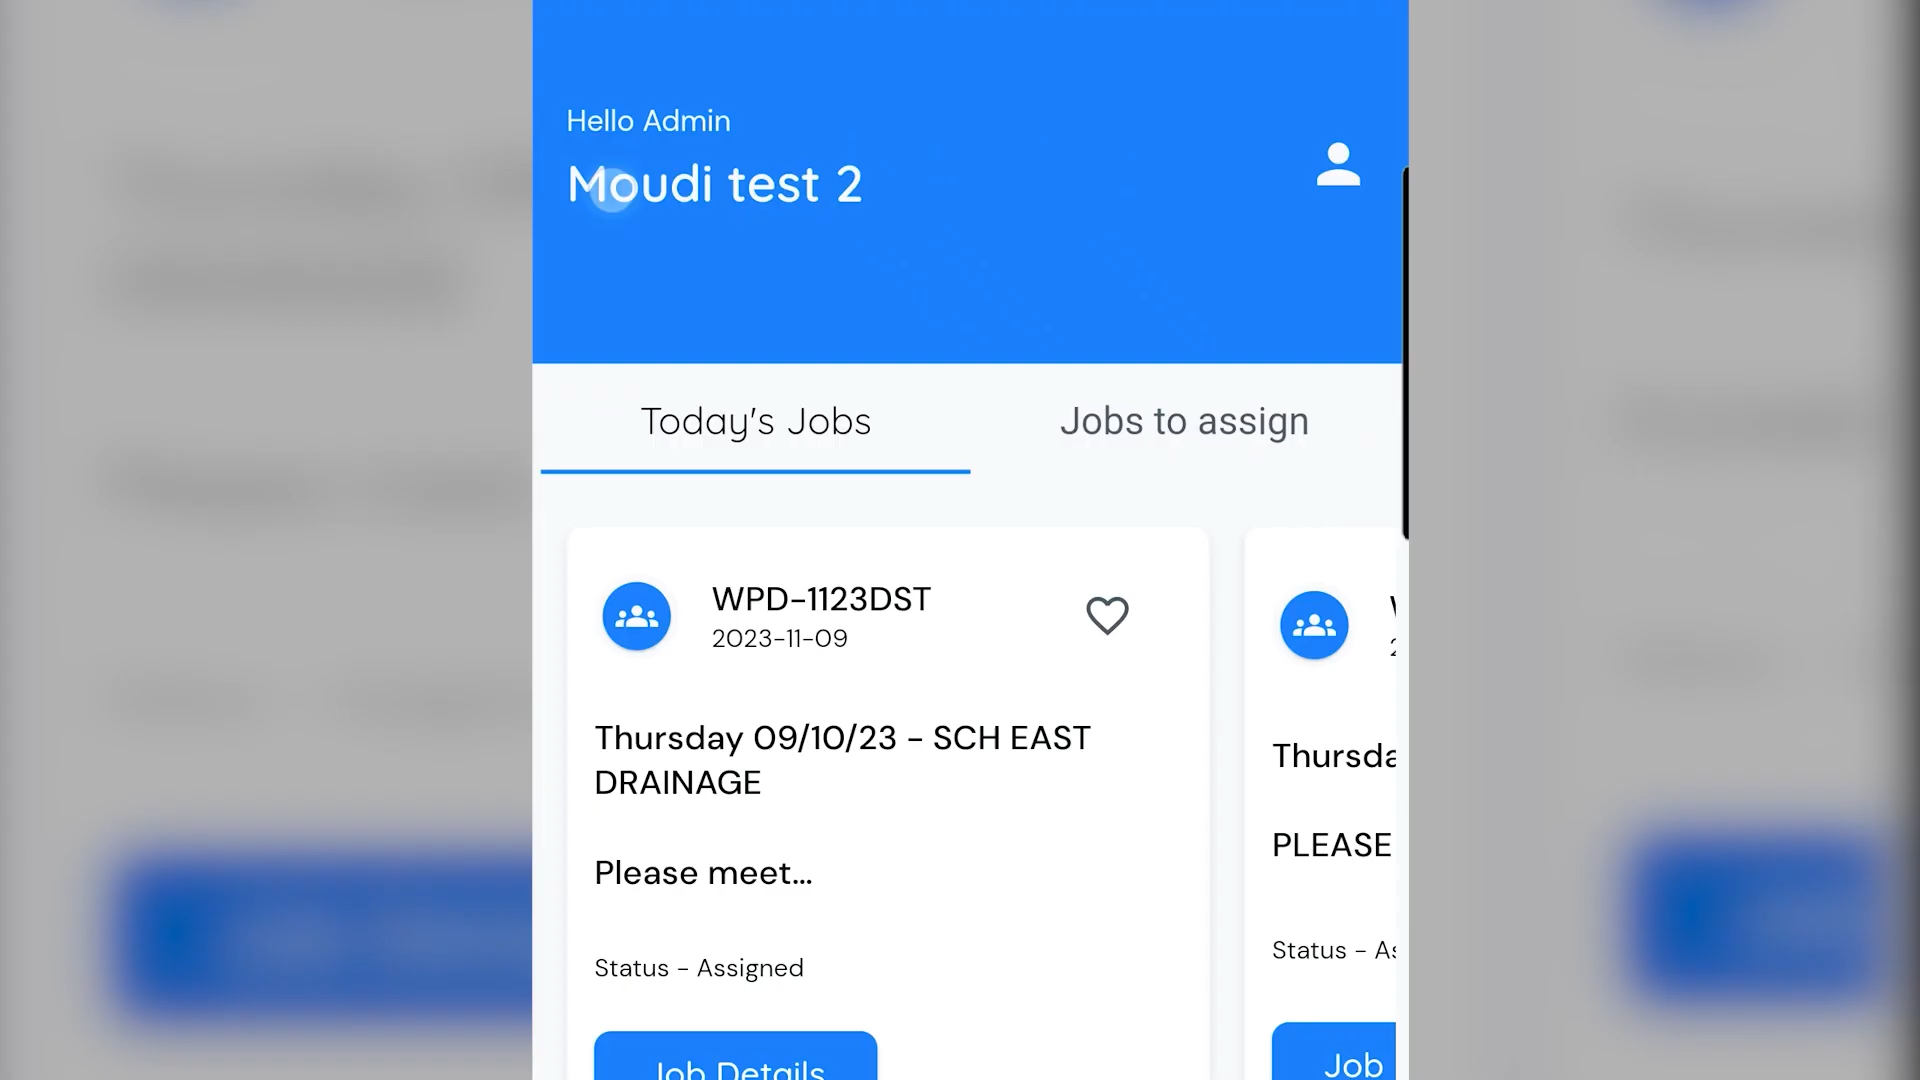 Hello Admin
Moudi test 2
Today's Jobs
Jobs to assign
WPD-1123DST
2023-11-09
Thursday 09/10/23 - SCH EAST
DRAINAGE
Please meet...
Status - Assigned
Job Details
Thursda
PLEASE
Status - As
Job